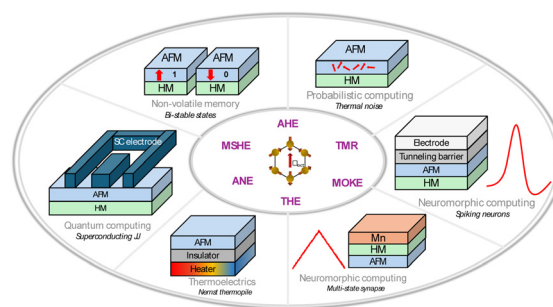 AFM
AFM
1
0
HM
HM
Non-volatile memory
Bi-stable states
AFM
HM
Probabilistic computing
Thermal noise
SC electrode
AFM
HM
Quantum computing
Superconducting JJ
AHE
MSHE
TMR
ANE
MOKE
THE
Electrode
Tunneling barrier
AFM
HM
Neuromorphic computing
Spiking neurons
AFM
Insulator
Heater
Thermoelectrics
Nernst thermopile
Mn
HM
AFM
Neuromorphic computing
Multi-state synapse